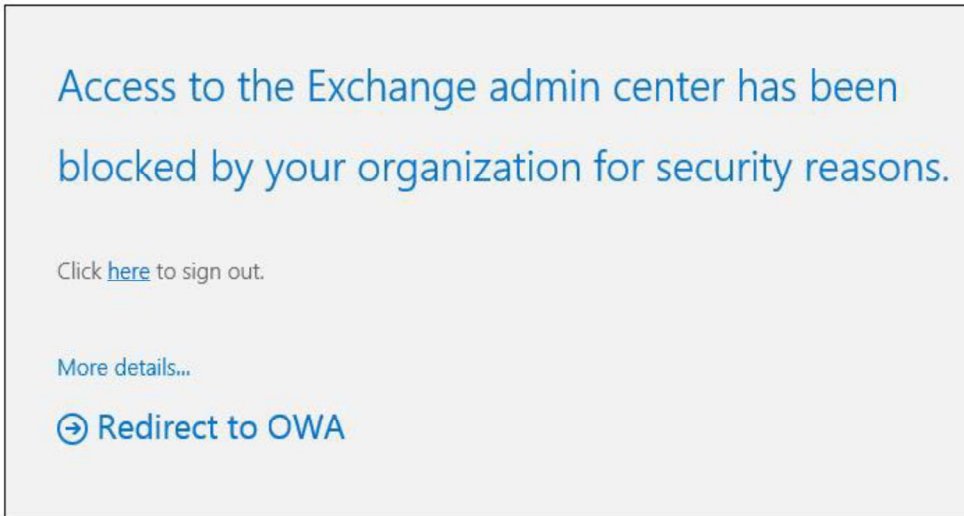 Access to the Exchange admin center has been
blocked by your organization for security reasons.
Click here to sign out.
More details...
Redirect to OWA